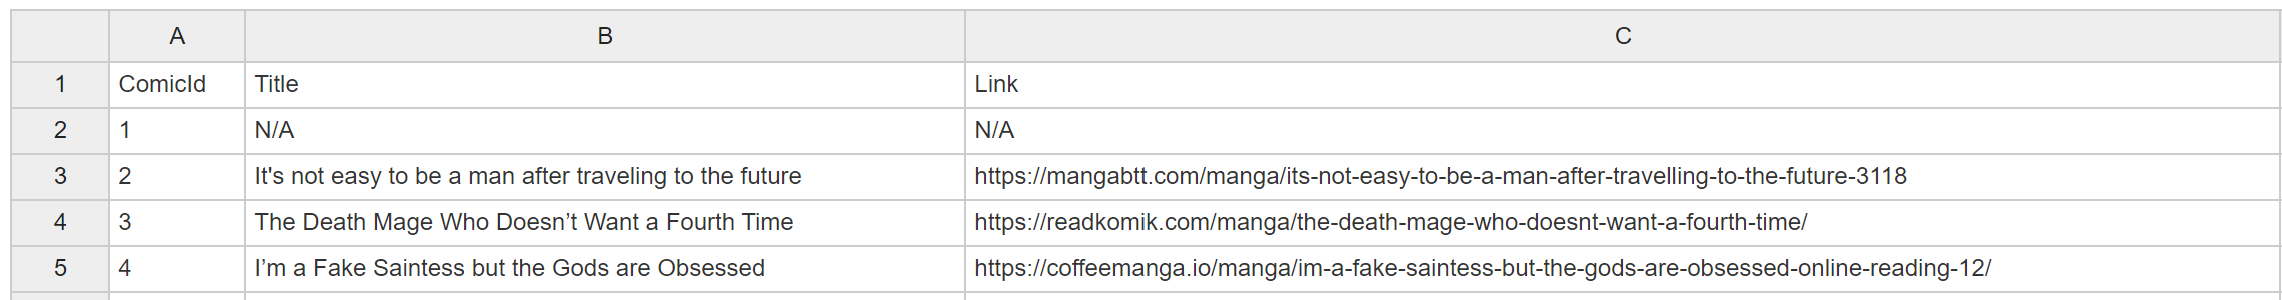 A B C
1 ComicId Title Link
2 1 N/A N/A
3 2 It's not easy to be a man after traveling to the future https://mangabtt.com/manga/its-not-easy-to-be-a-man-after-travelling-to-the-future-3118
4 3 The Death Mage Who Doesn’t Want a Fourth Time https://readkomik.com/manga/the-death-mage-who-doesnt-want-a-fourth-time/
5 4 I’m a Fake Saintess but the Gods are Obsessed https://coffeemanga.io/manga/im-a-fake-saintess-but-the-gods-are-obsessed-online-reading-12/